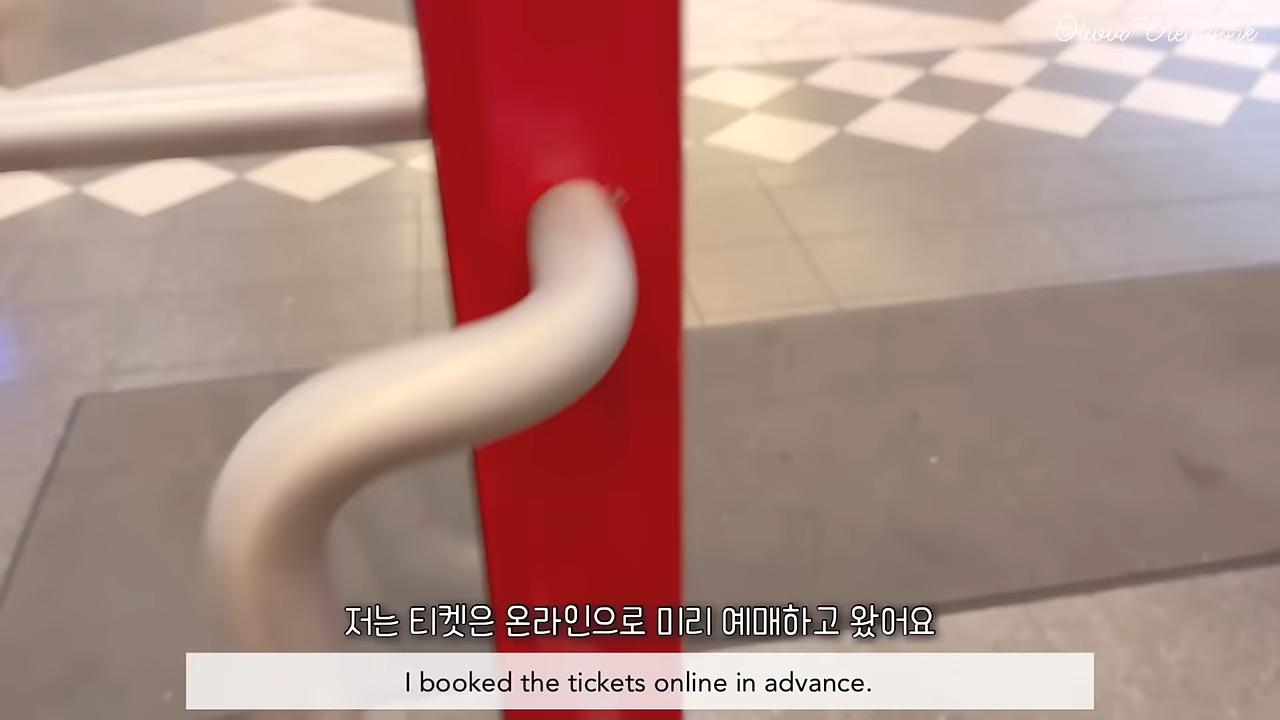 저는 티켓은 온라인으로 미리 예매하고 왔어요
I booked the tickets online in advance.